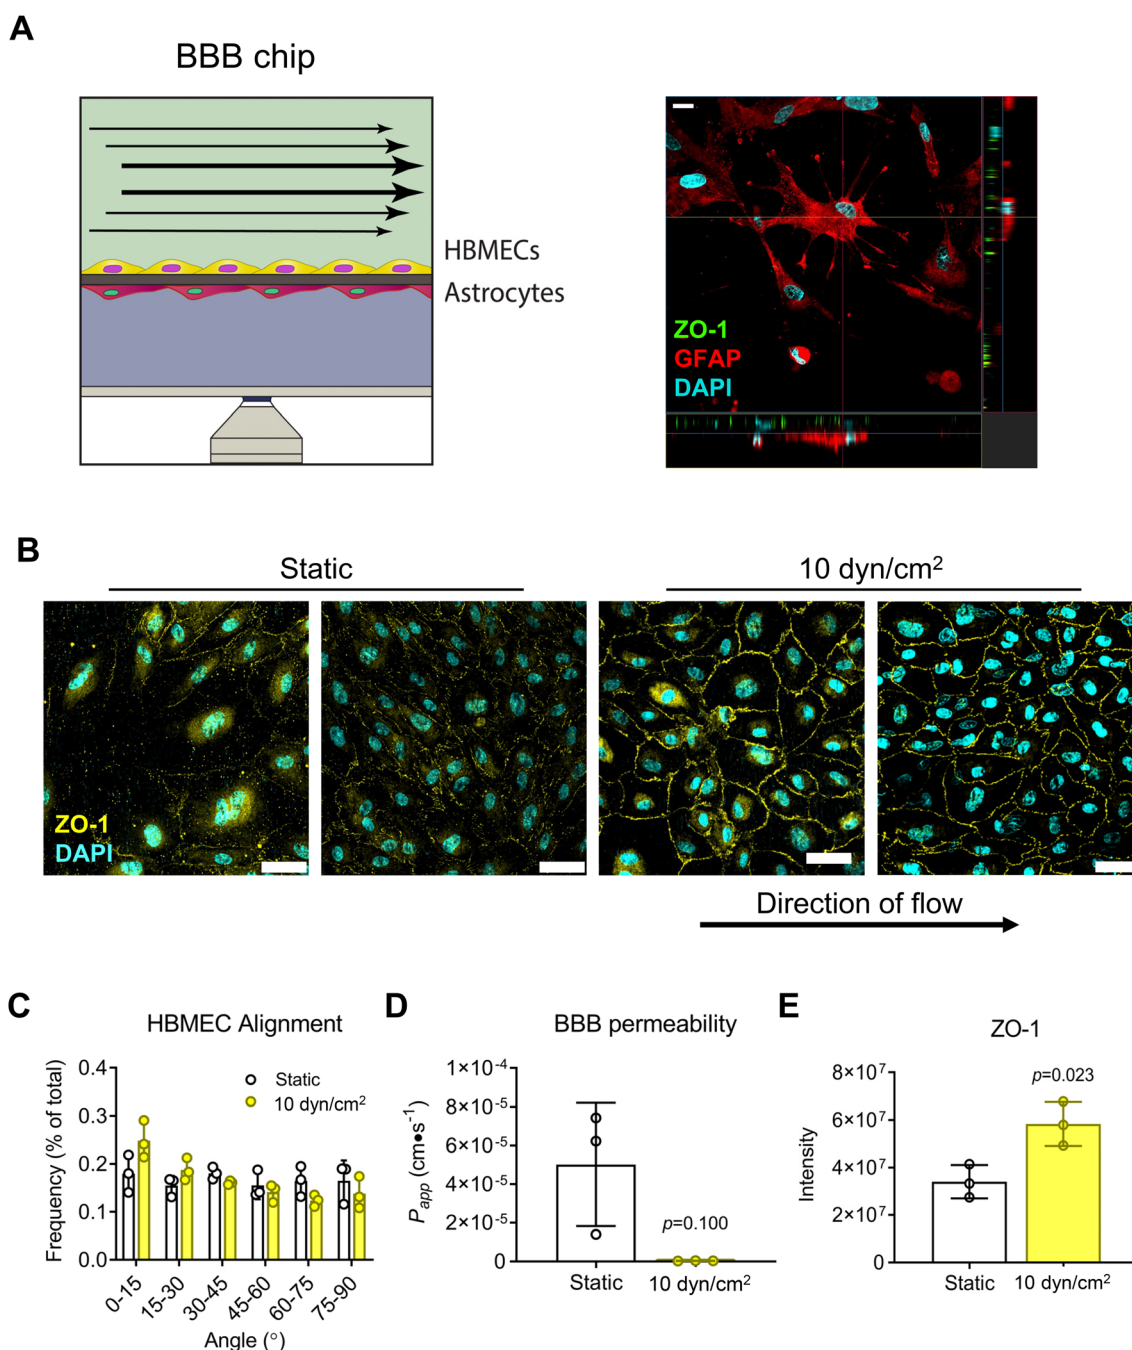 A
BBB chip
HBMECs
Astrocytes
ZO-1
GFAP
DAPI
B
Static
10 dyn/cm²
ZO-1
DAPI
Direction of flow
C
HBMEC Alignment
Frequency (% of total)
0.4
0.3
0.2
0.1
0.0
Static
10 dyn/cm²
0-15
15-30
30-45
45-60
60-75
75-90
Angle (°)
D
BBB permeability
Papp (cm•s⁻¹)
1×10⁻⁴
8×10⁻⁵
6×10⁻⁵
4×10⁻⁵
2×10⁻⁵
0
p=0.100
Static
10 dyn/cm²
E
ZO-1
Intensity
8×10⁷
6×10⁷
4×10⁷
2×10⁷
0
p=0.023
Static
10 dyn/cm²